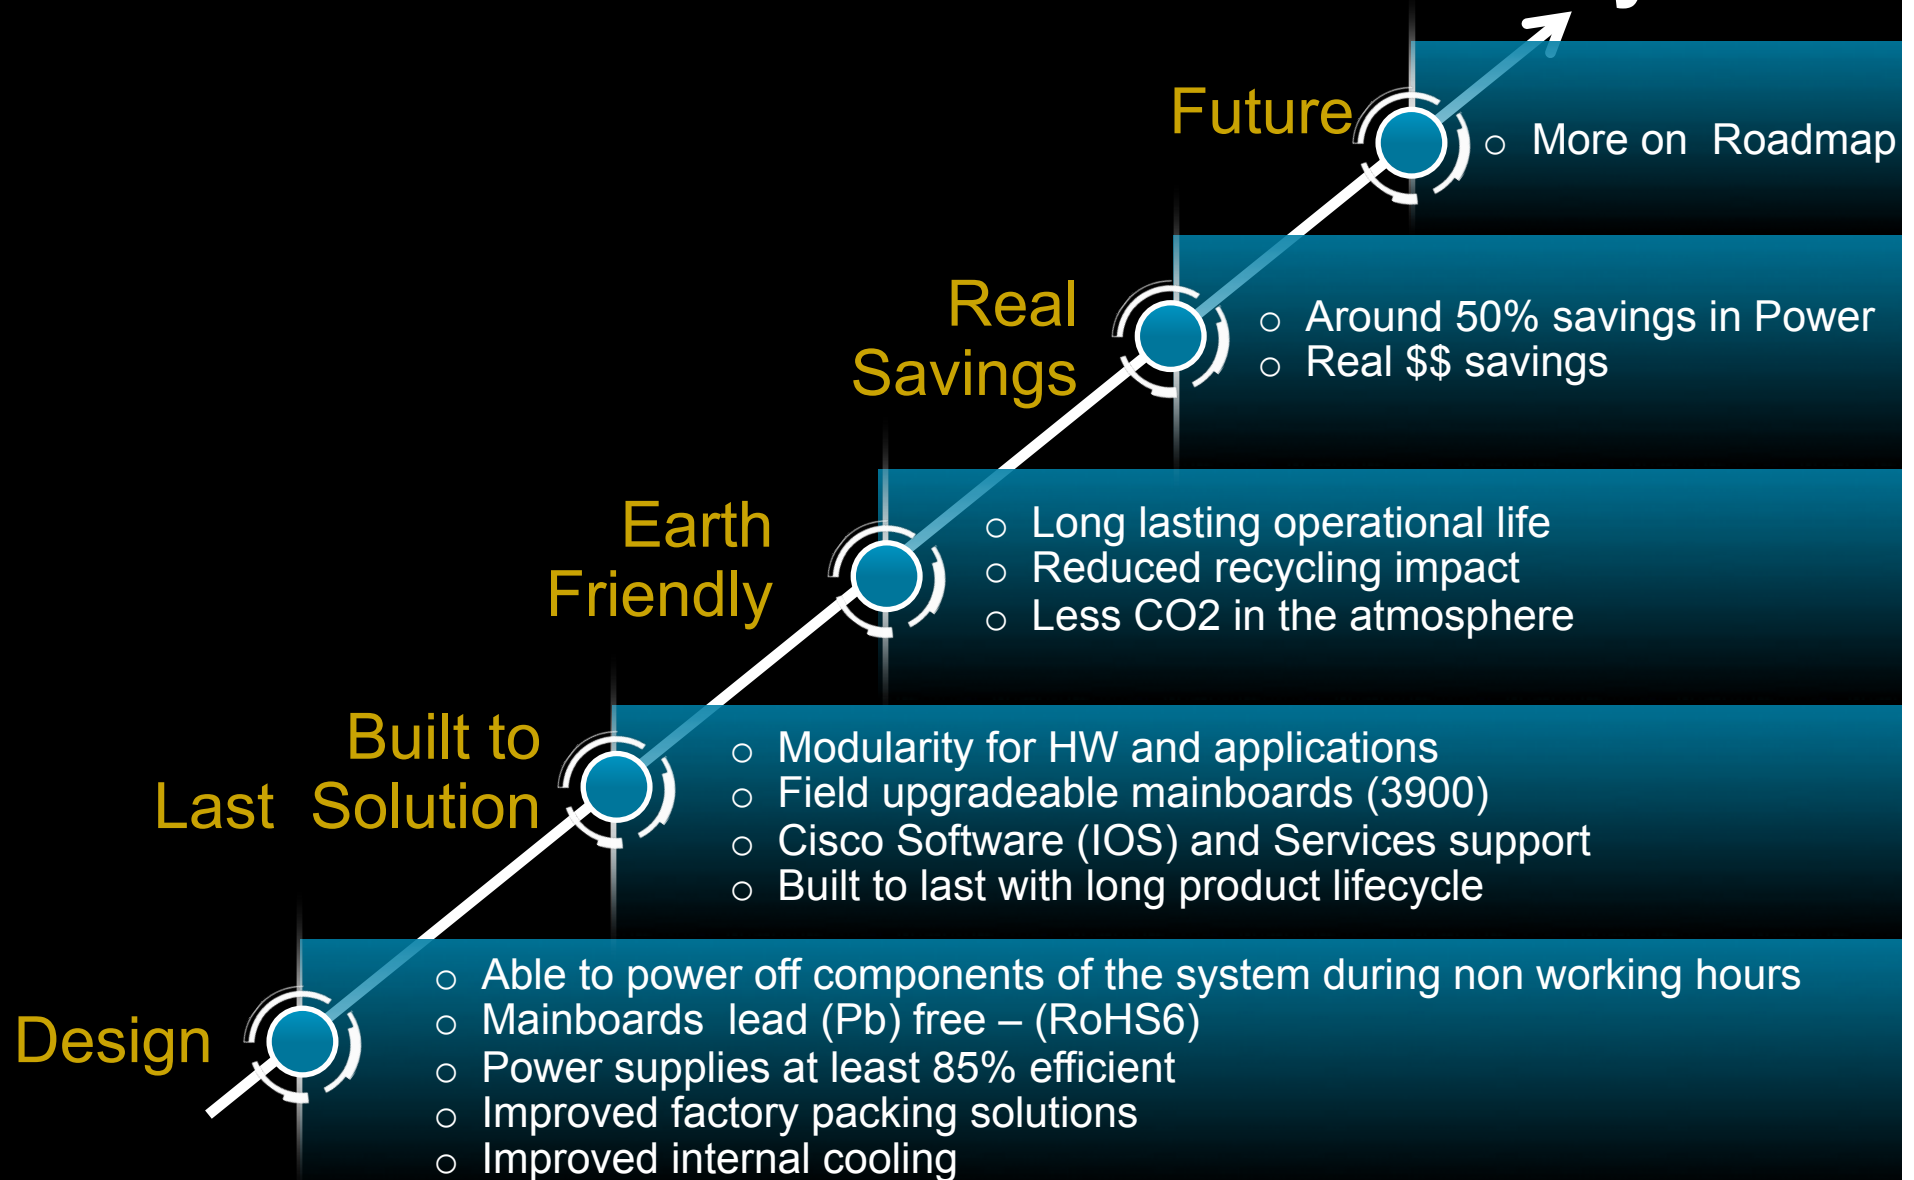 Future
o More on Roadmap
Real
Savings
o Around 50% savings in Power
o Real $$ savings
Earth
Friendly
o Long lasting operational life
o Reduced recycling impact
o Less CO2 in the atmosphere
Built to
Last Solution
o Modularity for HW and applications
o Field upgradeable mainboards (3900)
o Cisco Software (IOS) and Services support
o Built to last with long product lifecycle
Design
o Able to power off components of the system during non working hours
o Mainboards lead (Pb) free – (RoHS6)
o Power supplies at least 85% efficient
o Improved factory packing solutions
o Improved internal cooling